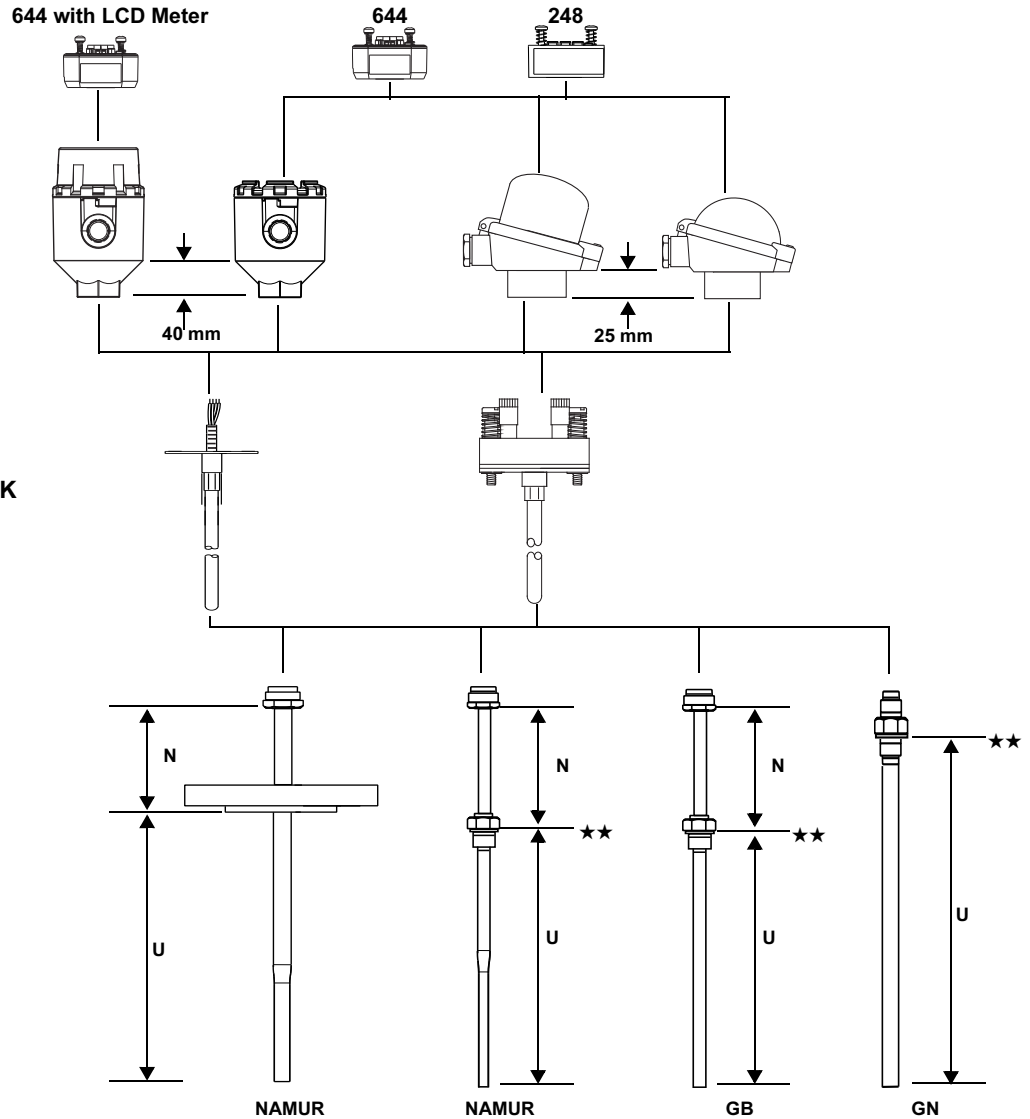 644 with LCD Meter
644
248
40 mm
25 mm
K
N
N
N
★★
★★
★★
U
U
U
U
NAMUR
NAMUR
GB
GN